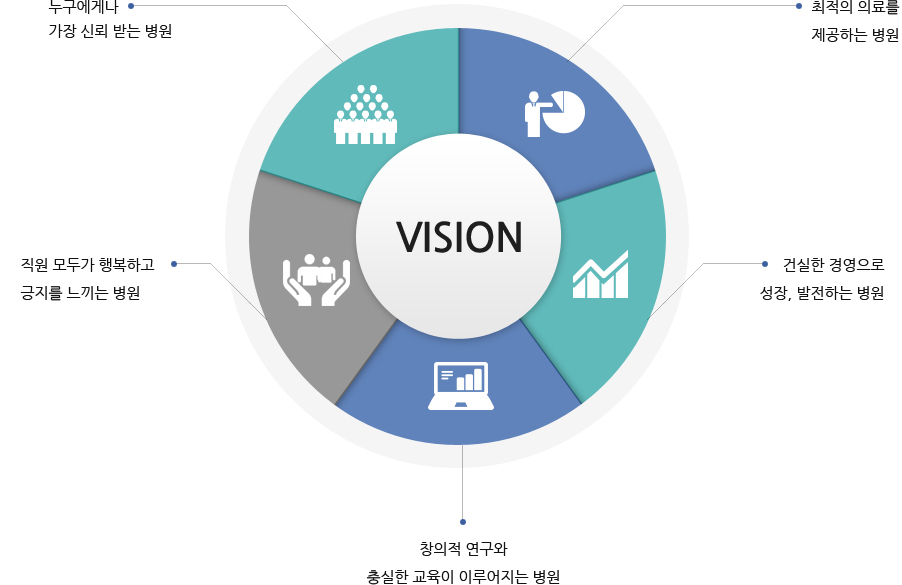 누구에게나
가장 신뢰 받는 병원
최적의 의료를
제공하는 병원
VISION
직원 모두가 행복하고
긍지를 느끼는 병원
건실한 경영으로
성장, 발전하는 병원
창의적 연구와
충실한 교육이 이루어지는 병원